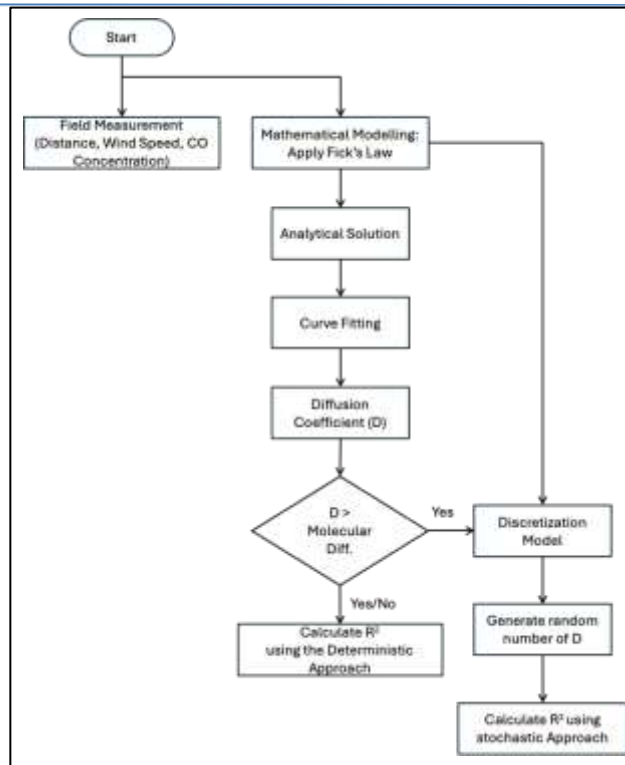 Start
Field Measurement
(Distance, Wind Speed, CO
Concentration)
Mathematical Modelling:
Apply Fick's Law
Analytical Solution
Curve Fitting
Diffusion
Coefficient (D)
D >
Molecular
Diff.
Yes
Discretization
Model
Yes/No
Calculate R²
using the Deterministic
Approach
Generate random
number of D
Calculate R² using
stochastic Approach